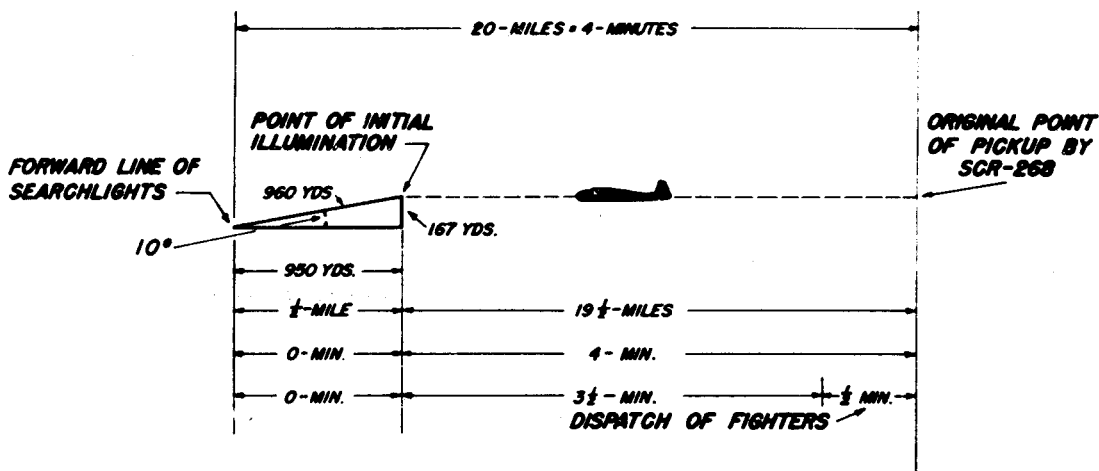 20-MILES = 4-MINUTES
POINT OF INITIAL
ILLUMINATION
ORIGINAL POINT
OF PICKUP BY
SCR-268
FORWARD LINE OF
SEARCHLIGHTS
960 YDS
10°
167 YDS.
950 YDS.
½-MILE
19½-MILES
0-MIN.
4-MIN.
0-MIN.
3½-MIN.
½ MIN.
DISPATCH OF FIGHTERS